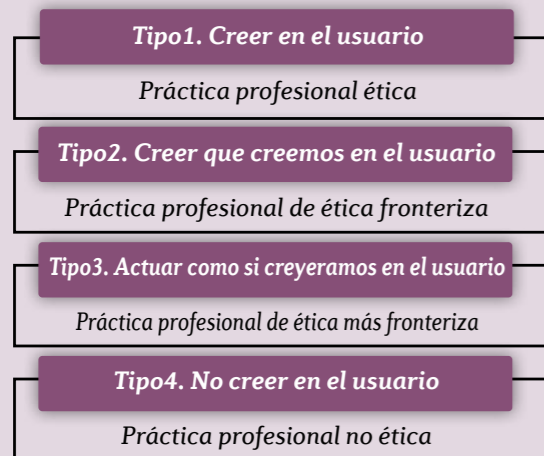 Tipo1. Creer en el usuario
Práctica profesional ética
Tipo2. Creer que creemos en el usuario
Práctica profesional de ética fronteriza
Tipo3. Actuar como si creyeramos en el usuario
Práctica profesional de ética más fronteriza
Tipo4. No creer en el usuario
Práctica profesional no ética